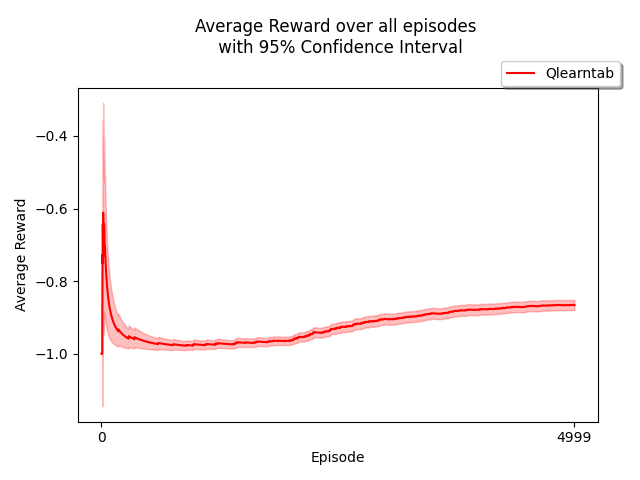 Average Reward over all episodes
with 95% Confidence Interval
Qlearntab
−0.4
−0.6
−0.8
−1.0
Average Reward
0
4999
Episode